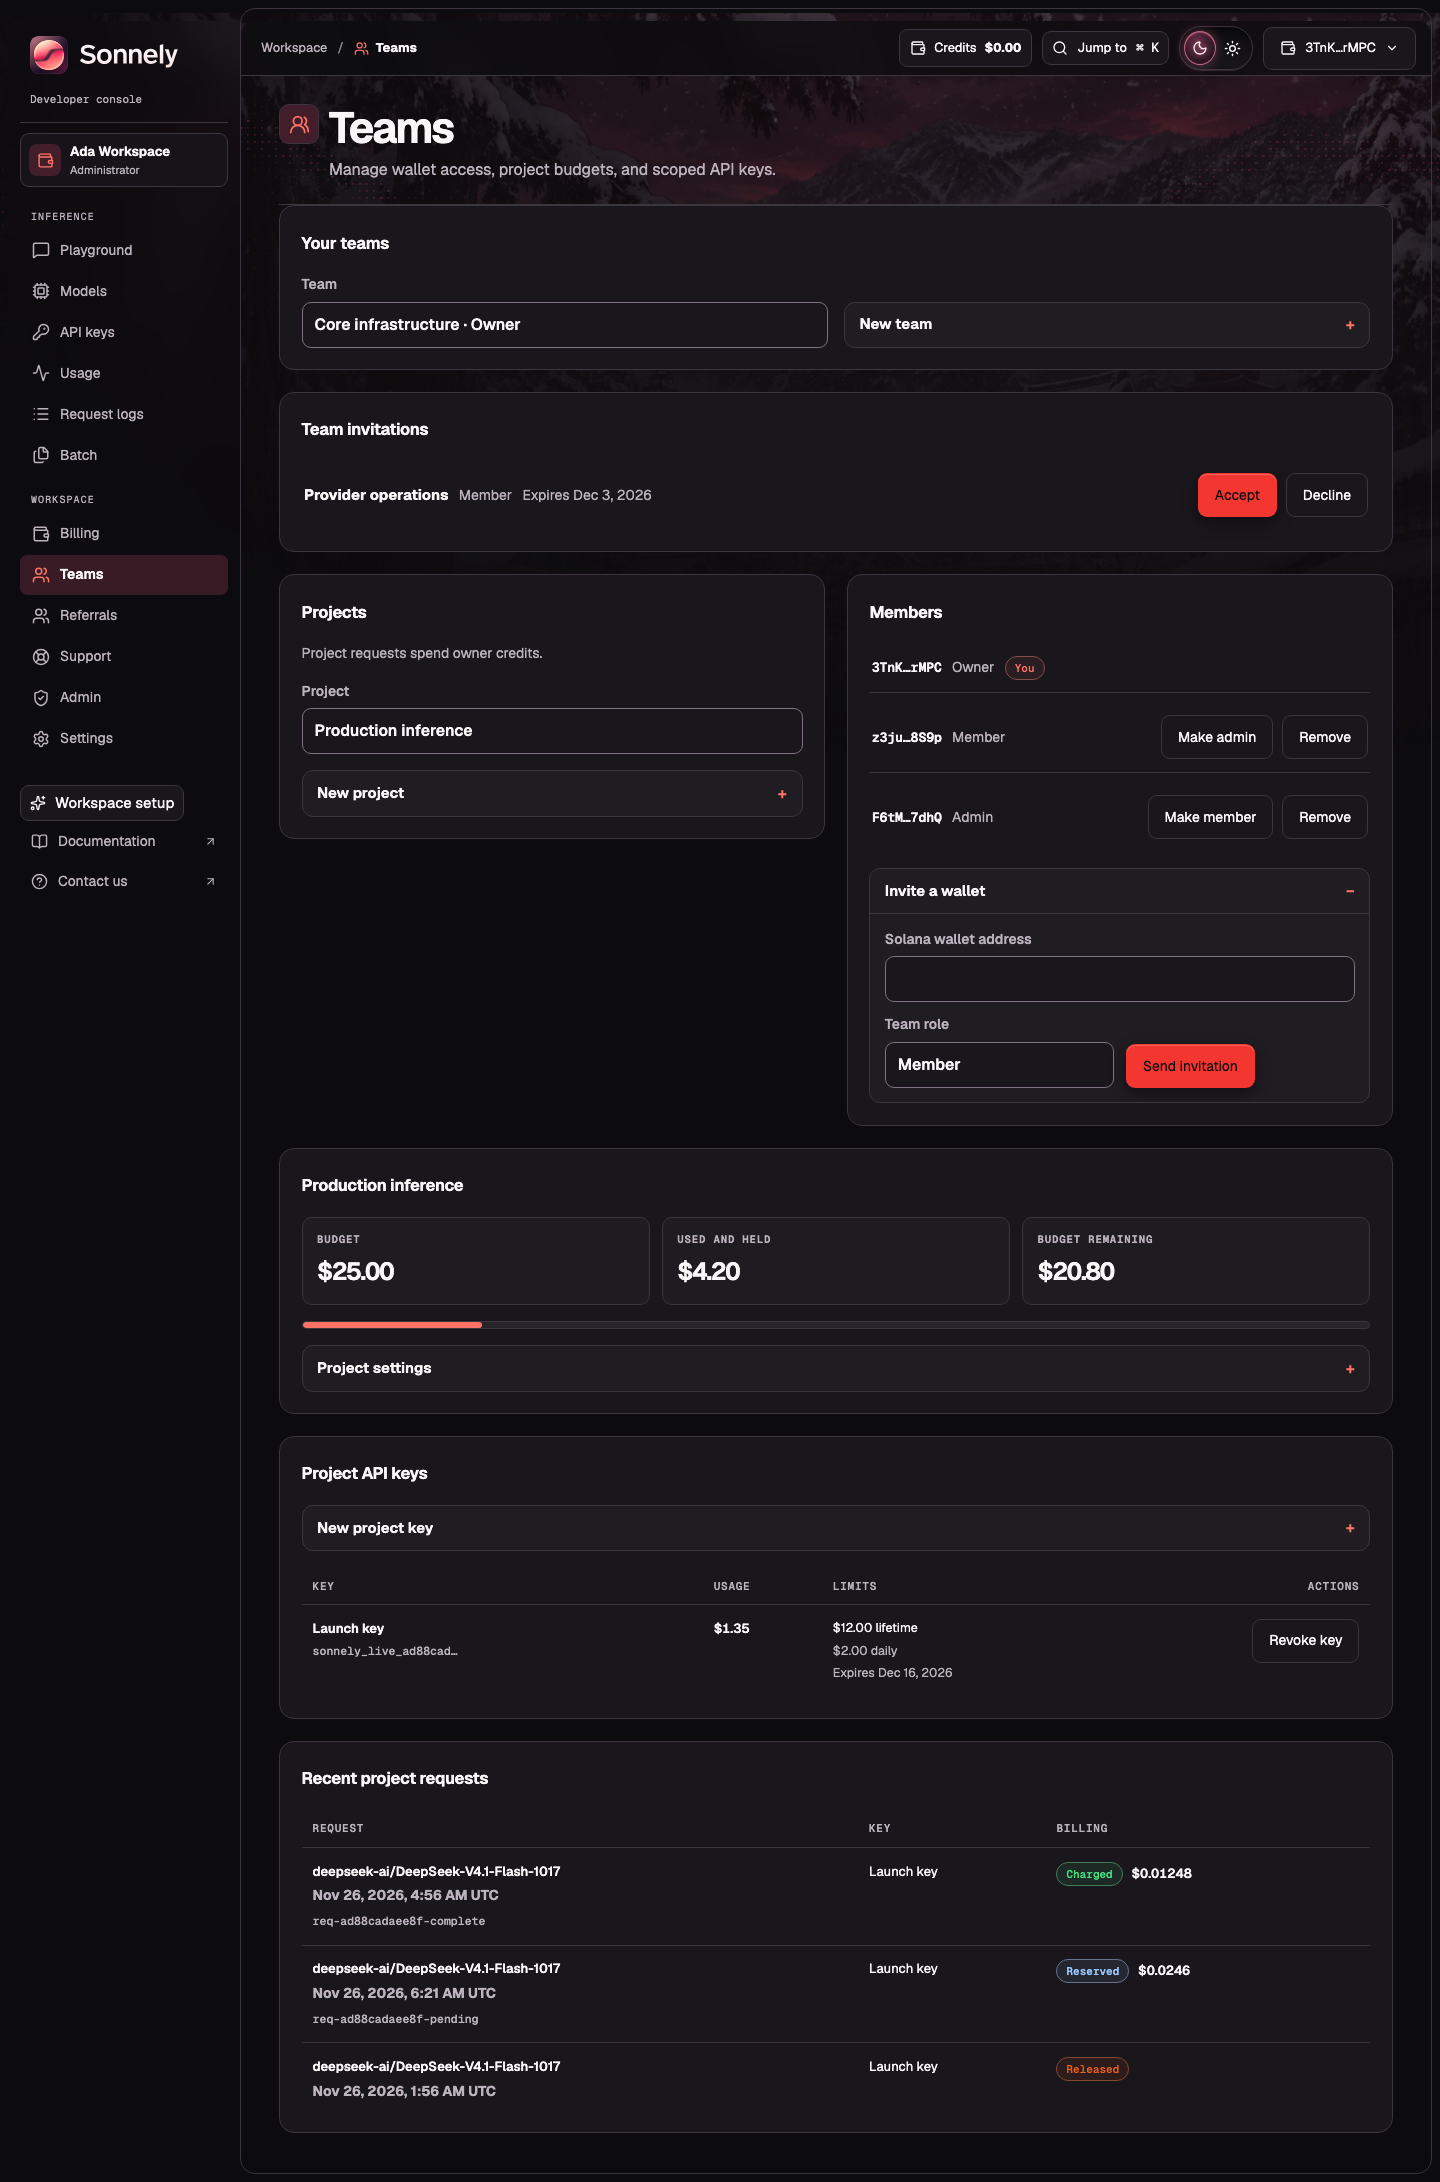 Sonnely
Developer console
Ada Workspace
Administrator
INFERENCE
Playground
Models
API keys
Usage
Request logs
Batch
WORKSPACE
Billing
Teams
Referrals
Support
Admin
Settings
Workspace setup
Documentation
Contact us
Workspace / Teams
Credits $0.00
Jump to ⌘ K
3TnK…rMPC
Teams
Manage wallet access, project budgets, and scoped API keys.
Your teams
Team
Core infrastructure · Owner
New team +
Team invitations
Provider operations Member Expires Dec 3, 2026
Accept
Decline
Projects
Project requests spend owner credits.
Project
Production inference
New project +
Members
3TnK…rMPC Owner You
z3ju…8S9p Member Make admin Remove
F6tM…7dhQ Admin Make member Remove
Invite a wallet −
Solana wallet address
Team role
Member
Send invitation
Production inference
BUDGET
$25.00
USED AND HELD
$4.20
BUDGET REMAINING
$20.80
Project settings +
Project API keys
New project key +
KEY USAGE LIMITS ACTIONS
Launch key $1.35 $12.00 lifetime Revoke key
sonnely_live_ad88cad… $2.00 daily
Expires Dec 16, 2026
Recent project requests
REQUEST KEY BILLING
deepseek-ai/DeepSeek-V4.1-Flash-1017 Launch key Charged $0.01248
Nov 26, 2026, 4:56 AM UTC
req-ad88cadaee8f-complete
deepseek-ai/DeepSeek-V4.1-Flash-1017 Launch key Reserved $0.0246
Nov 26, 2026, 6:21 AM UTC
req-ad88cadaee8f-pending
deepseek-ai/DeepSeek-V4.1-Flash-1017 Launch key Released
Nov 26, 2026, 1:56 AM UTC